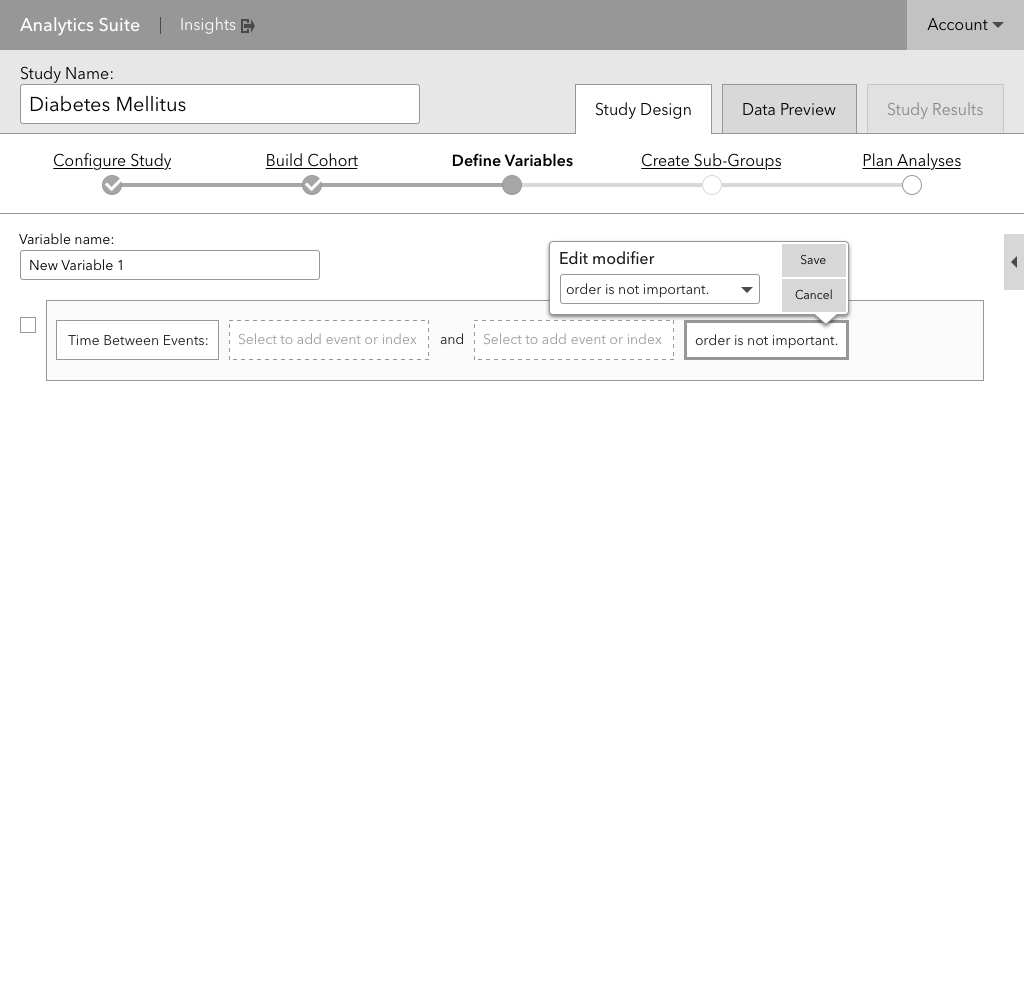 Analytics Suite | Insights Account
Study Name:
Diabetes Mellitus
Study Design Data Preview Study Results
Configure Study Build Cohort Define Variables Create Sub-Groups Plan Analyses
Variable name:
New Variable 1
Edit modifier Save
order is not important. Cancel
Time Between Events: Select to add event or index and Select to add event or index order is not important.